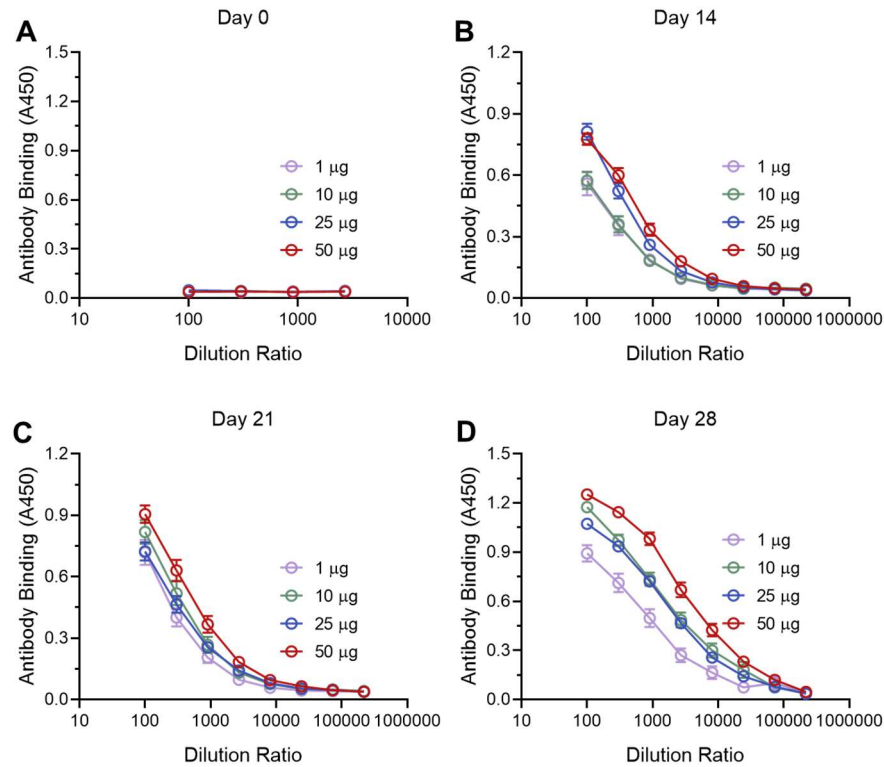 A
Day 0
Antibody Binding (A450)
1.5
1.2
0.9
0.6
0.3
0.0
10
100
1000
10000
Dilution Ratio
1 μg
10 μg
25 μg
50 μg
B
Day 14
Antibody Binding (A450)
1.2
0.9
0.6
0.3
0.0
10
100
1000
10000
100000
1000000
Dilution Ratio
1 μg
10 μg
25 μg
50 μg
C
Day 21
Antibody Binding (A450)
1.2
0.9
0.6
0.3
0.0
10
100
1000
10000
100000
1000000
Dilution Ratio
1 μg
10 μg
25 μg
50 μg
D
Day 28
Antibody Binding (A450)
1.5
1.2
0.9
0.6
0.3
0.0
10
100
1000
10000
100000
1000000
Dilution Ratio
1 μg
10 μg
25 μg
50 μg